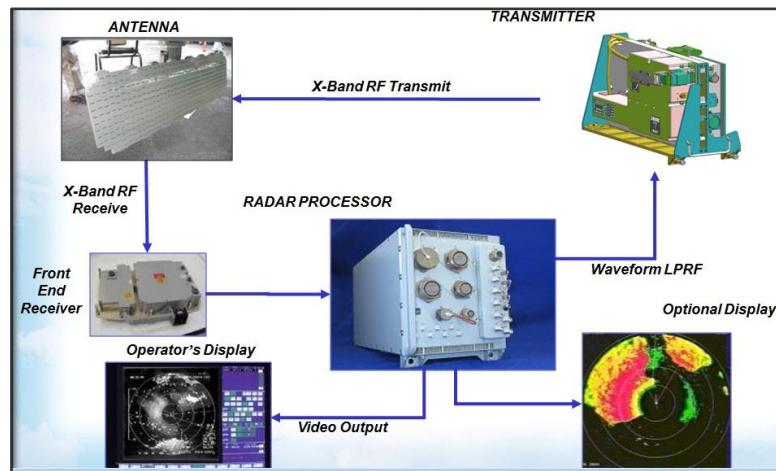 ANTENNA
TRANSMITTER
X-Band RF Transmit
X-Band RF
Receive
RADAR PROCESSOR
Front
End
Receiver
Waveform LPRF
Optional Display
Operator's Display
Video Output